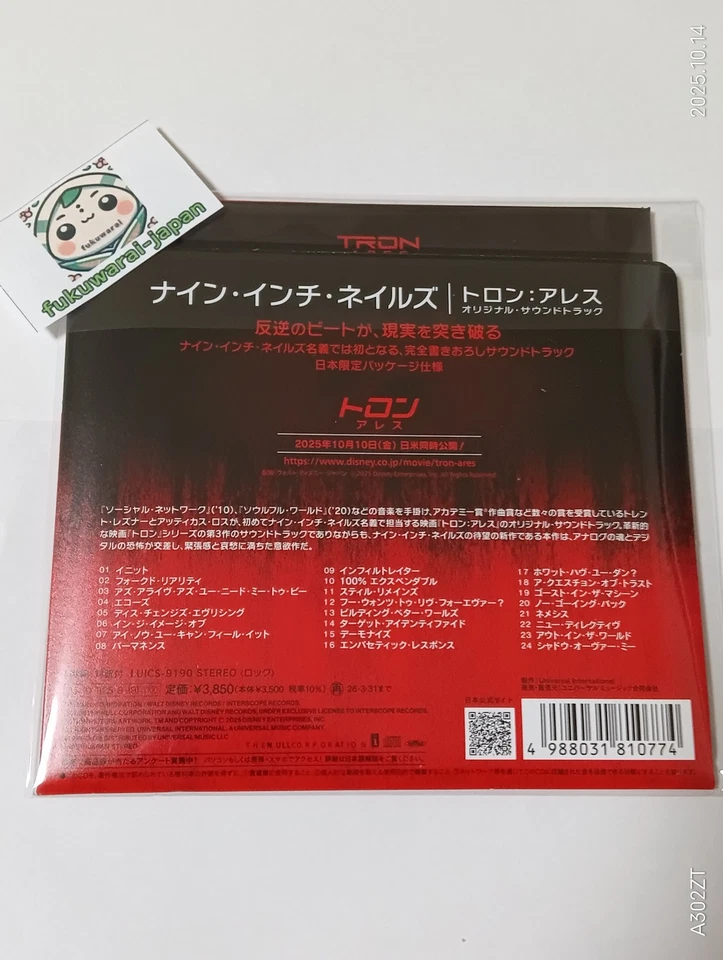 2025.10.14
fukuwarai
fukuwarai-japan
TRON
ナイン・インチ・ネイルズ｜トロン：アレス
オリジナル・サウンドトラック
反逆のビートが、現実を突き破る
ナイン・インチ・ネイルズ名義では初となる、完全書きおろしサウンドトラック
日本限定パッケージ仕様
トロン
アレス
2025年10月10日(金) 日米同時公開！
https://www.disney.co.jp/movie/tron-ares
『ソーシャル・ネットワーク』('10)、『ソウルフル・ワールド』('20)などの音楽を手掛け、アカデミー賞®作曲賞など数々の賞を受賞しているトレン
ト・レズナーとアッティカス・ロスが、初めてナイン・インチ・ネイルズ名義で担当する映画『トロン：アレス』のオリジナル・サウンドトラック。革新的
な映画『トロン』シリーズの第3作のサウンドトラックでありながらも、ナイン・インチ・ネイルズの待望の新作である本作は、アナログの魂とデジ
タルの恐怖が交差し、緊張感と哀愁に満ちた意欲作だ。
01 イニット
02 フォークド・リアリティ
03 アズ・アライヴ・アズ・ユー・ニード・ミー・トゥ・ビー
04 エコーズ
05 ディス・チェンジズ・エヴリシング
06 イン・ジ・イメージ・オブ
07 アイ・ノウ・ユー・キャン・フィール・イット
08 パーマネンス
09 インフィルトレイター
10 100% エクスペンダブル
11 スティル・リメインズ
12 フー・ウォンツ・トゥ・リヴ・フォーエヴァー？
13 ビルディング・ベター・ワールズ
14 ターゲット・アイデンティファイド
15 デーモナイズ
16 エンパセティック・レスポンス
17 ホワット・ハヴ・ユー・ダン？
18 ア・クエスチョン・オブ・トラスト
19 ゴースト・イン・ザ・マシーン
20 ノー・ゴーイング・バック
21 ネメシス
22 ニュー・ディレクティヴ
23 アウト・イン・ザ・ワールド
24 シャドウ・オーヴァー・ミー
UICS-9190 STEREO (ロック)
定価：￥3,850(本体￥3,500 税率10%) 再 28・3・31まで
THE NULL CORPORATION
日本公式サイト
4 988031 810774
A302ZT